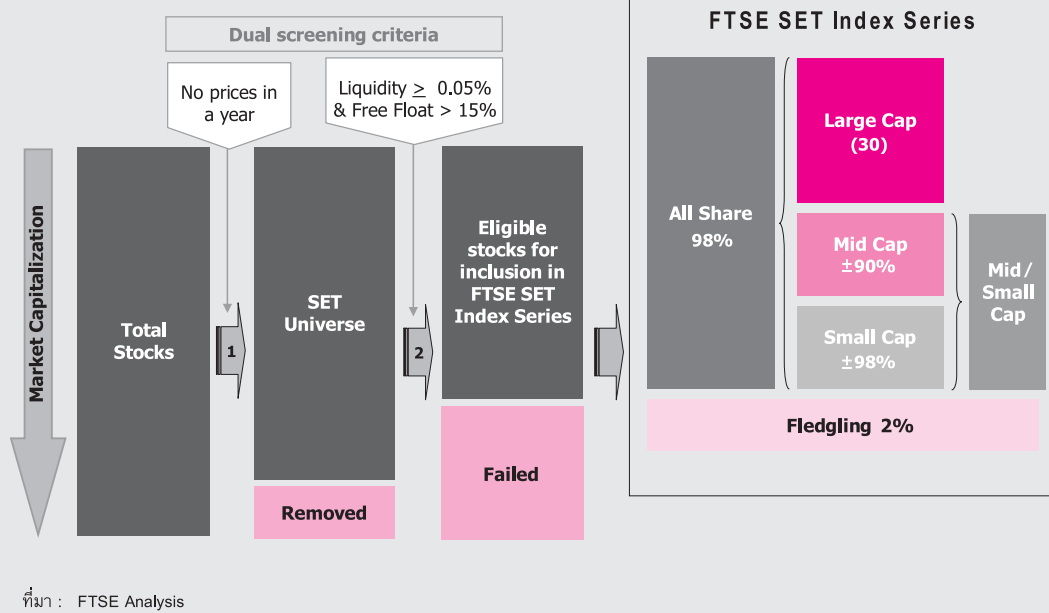 FTSE SET Index Series
Dual screening criteria
No prices in
a year
Liquidity ≥ 0.05%
& Free Float > 15%
Market Capitalization
Total
Stocks
1
SET
Universe
Removed
2
Eligible
stocks for
inclusion in
FTSE SET
Index Series
Failed
All Share
98%
Large Cap
(30)
Mid Cap
±90%
Small Cap
±98%
Mid/
Small
Cap
Fledgling 2%
ที่มา : FTSE Analysis